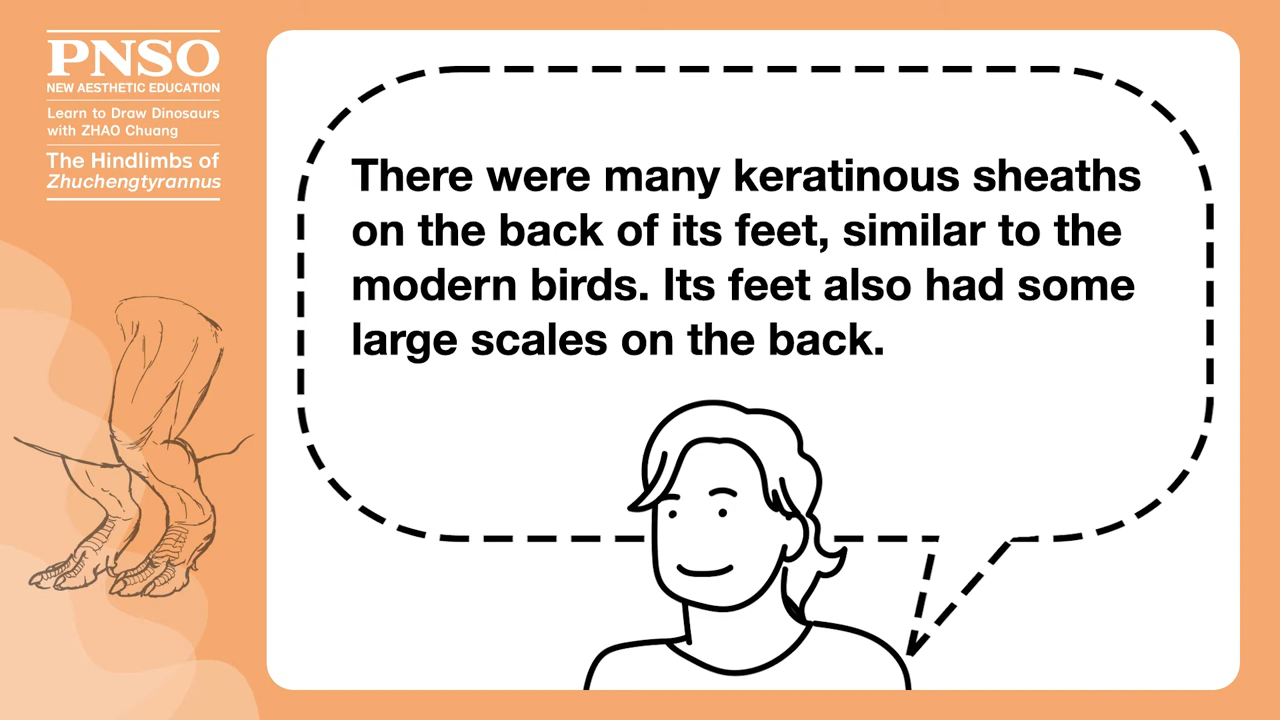 PNSO
NEW AESTHETIC EDUCATION
Learn to Draw Dinosaurs
with ZHAO Chuang
The Hindlimbs of
Zhuchengtyrannus
There were many keratinous sheaths
on the back of its feet, similar to the
modern birds. Its feet also had some
large scales on the back.